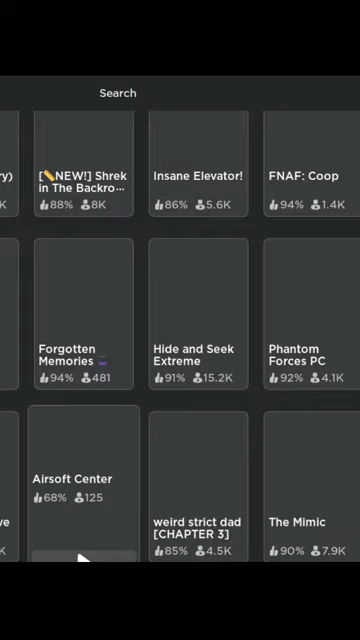 Search
ry)
[📏NEW!] Shrek
in The Backro...
88% 8K
Insane Elevator!
86% 5.6K
FNAF: Coop
94% 1.4K
K
Forgotten
Memories
94% 481
Hide and Seek
Extreme
91% 15.2K
Phantom
Forces PC
92% 4.1K
Airsoft Center
68% 125
ve
K
weird strict dad
[CHAPTER 3]
85% 4.5K
The Mimic
90% 7.9K